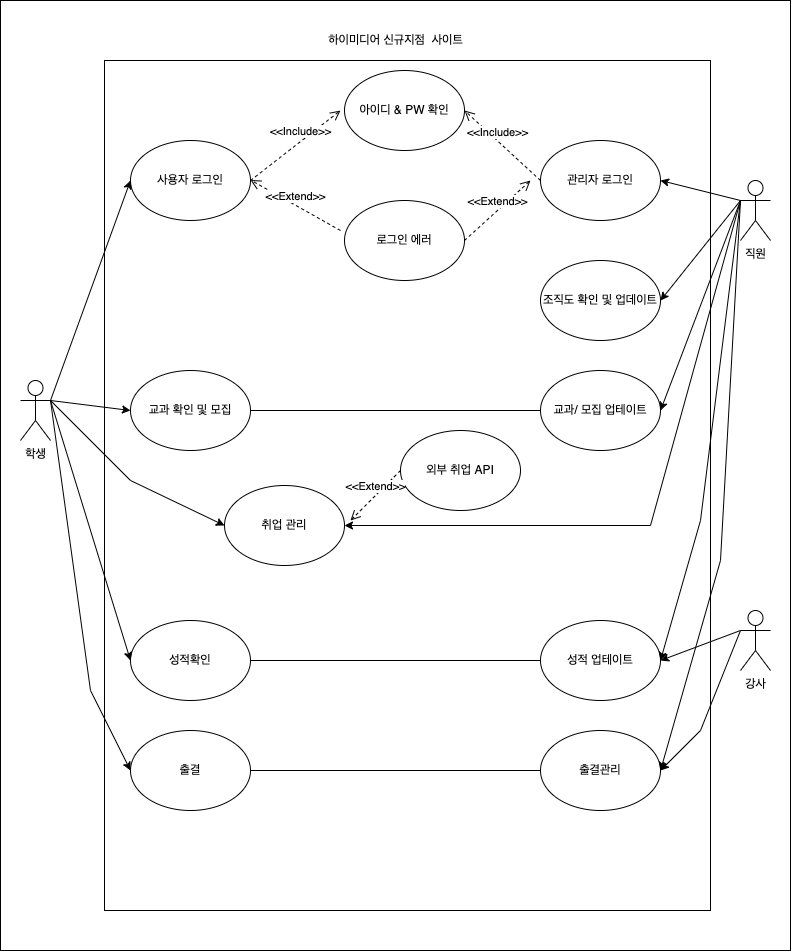 하이미디어 신규지점 사이트
아이디 & PW 확인
<<Include>>
<<Include>>
사용자 로그인
관리자 로그인
<<Extend>>
<<Extend>>
로그인 에러
직원
조직도 확인 및 업데이트
교과 확인 및 모집
교과/ 모집 업테이트
학생
외부 취업 API
<<Extend>>
취업 관리
성적확인
성적 업테이트
강사
출결
출결관리